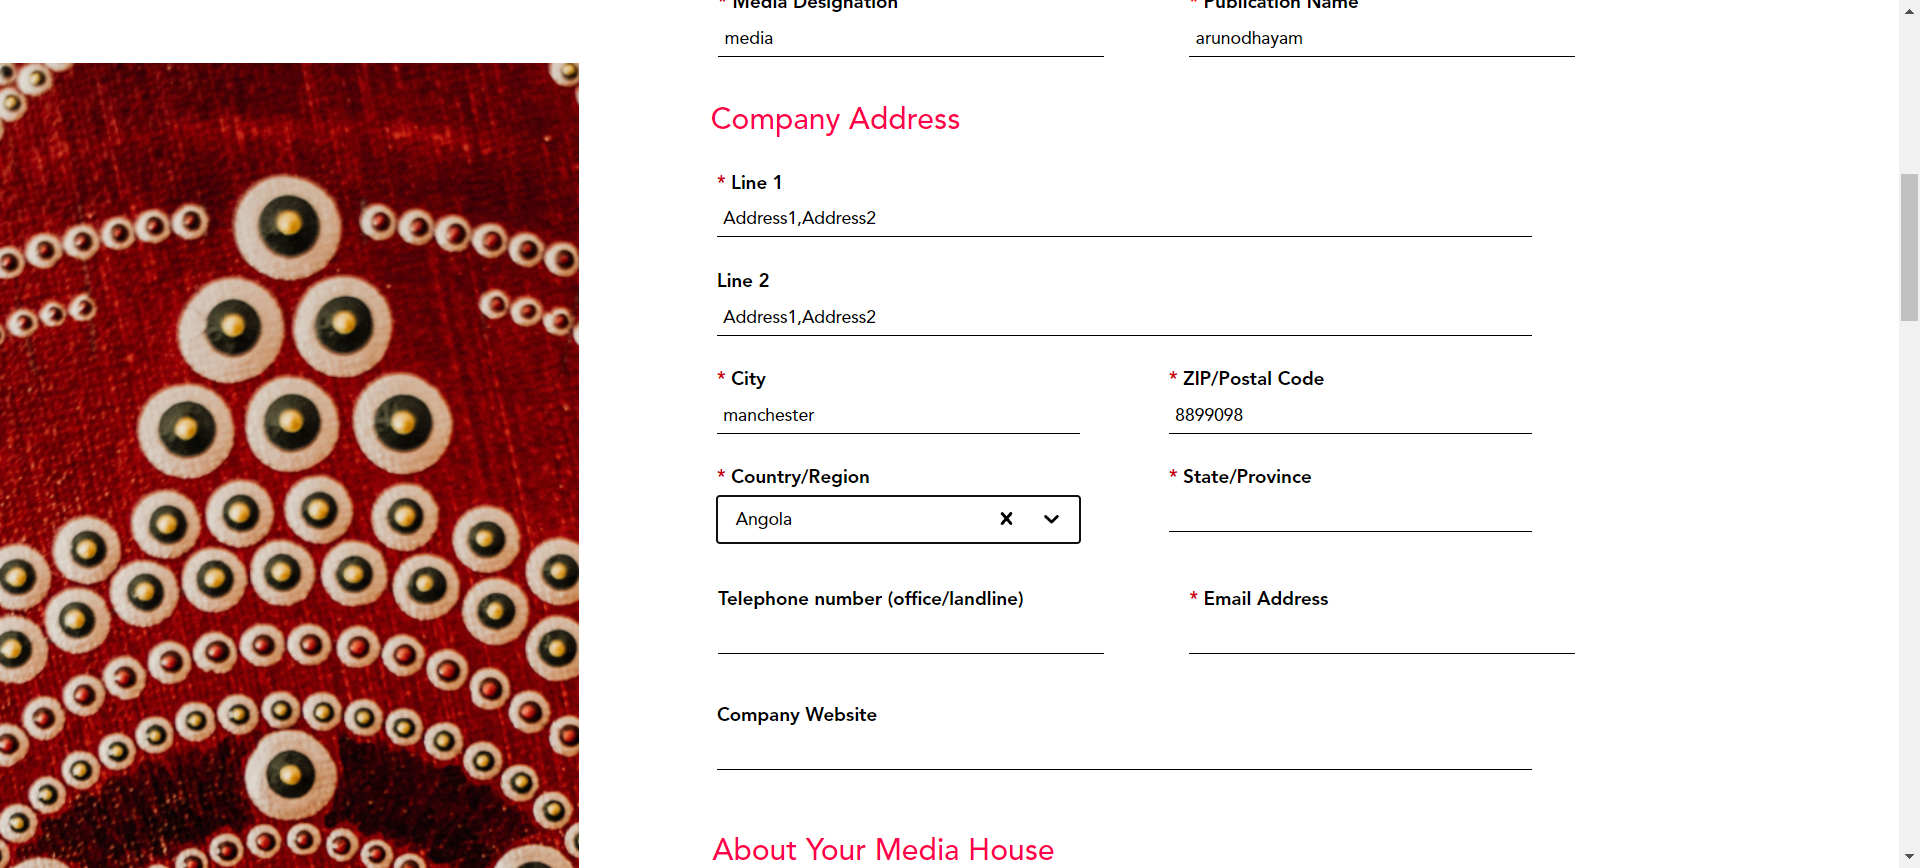 * Media Designation * Publication Name
media arunodhayam
Company Address
* Line 1
Address1,Address2
Line 2
Address1,Address2
* City * ZIP/Postal Code
manchester 8899098
* Country/Region * State/Province
Angola
Telephone number (office/landline) * Email Address
Company Website
About Your Media House